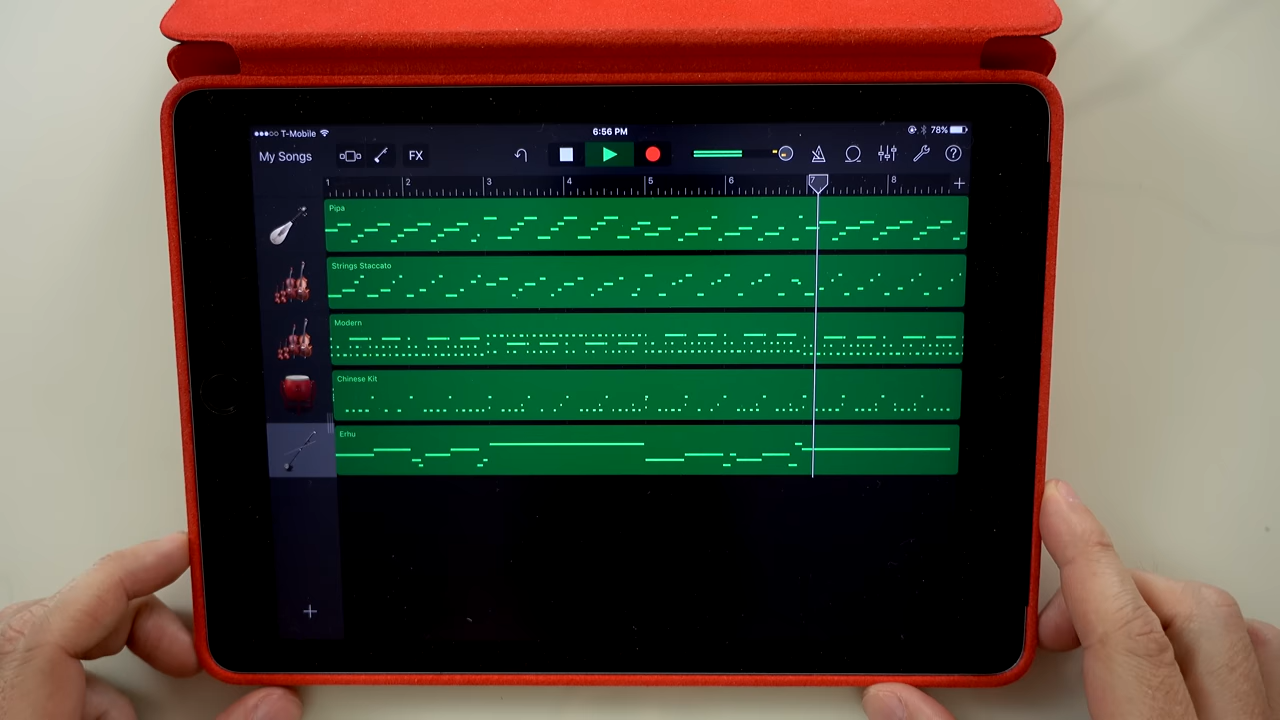 T-Mobile 6:56 PM 78%
My Songs FX ?
1 2 3 4 5 6 7 8 +
Pipa
Strings Staccato
Modern
Chinese Kit
Erhu
+